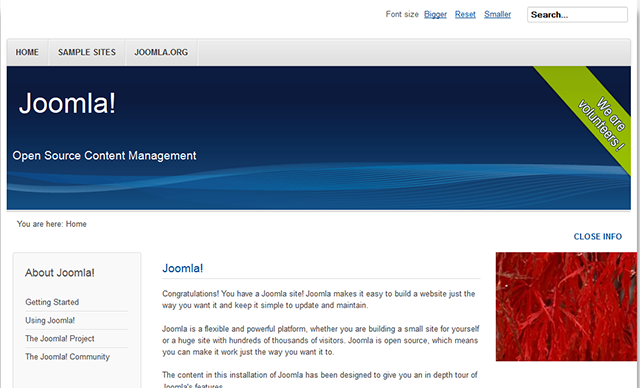 Font size Bigger Reset Smaller Search...
HOME SAMPLE SITES JOOMLA.ORG
Joomla!
We are
volunteers !
Open Source Content Management
You are here: Home
CLOSE INFO
About Joomla!
Getting Started
Using Joomla!
The Joomla! Project
The Joomla! Community
Joomla!
Congratulations! You have a Joomla site! Joomla makes it easy to build a website just the
way you want it and keep it simple to update and maintain.
Joomla is a flexible and powerful platform, whether you are building a small site for yourself
or a huge site with hundreds of thousands of visitors. Joomla is open source, which means
you can make it work just the way you want it to.
The content in this installation of Joomla has been designed to give you an in depth tour of
Joomla's features.